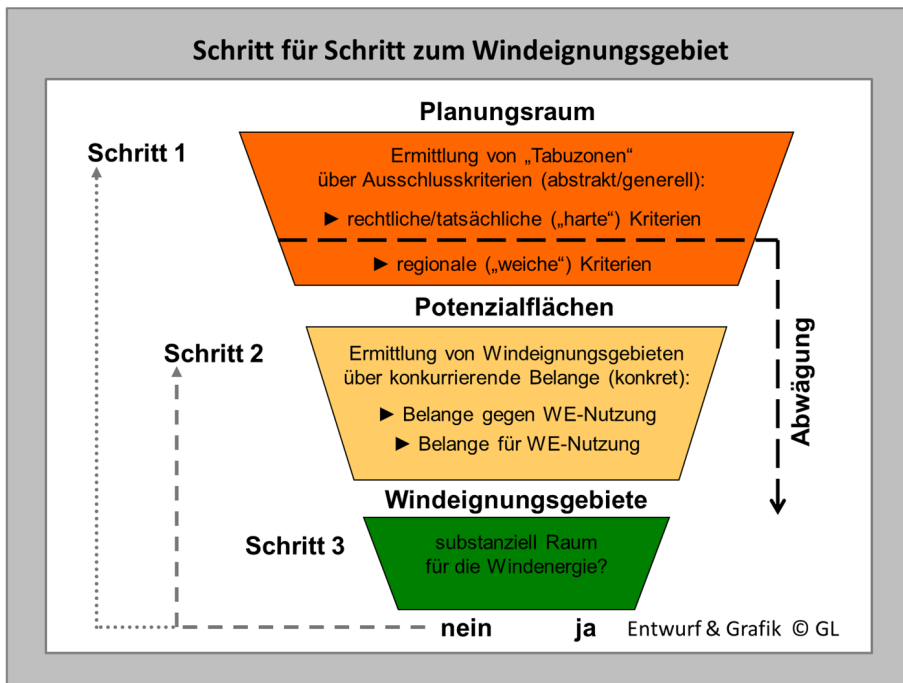 Schritt für Schritt zum Windeignungsgebiet
Planungsraum
Schritt 1
Ermittlung von „Tabuzonen“
über Ausschlusskriterien (abstrakt/generell):
► rechtliche/tatsächliche („harte“) Kriterien
► regionale („weiche“) Kriterien
Potenzialflächen
Schritt 2
Ermittlung von Windeignungsgebieten
über konkurrierende Belange (konkret):
► Belange gegen WE-Nutzung
► Belange für WE-Nutzung
Abwägung
Windeignungsgebiete
Schritt 3
substanziell Raum
für die Windenergie?
nein ja Entwurf & Grafik © GL